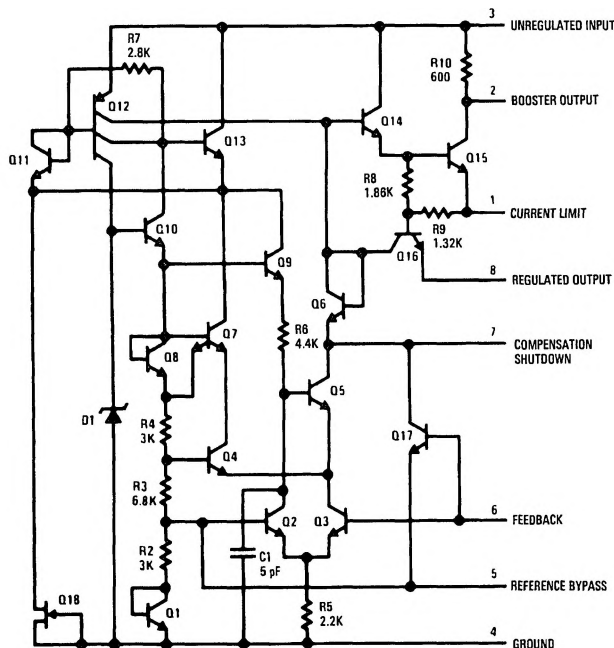 3 UNREGULATED INPUT
R7
2.8K
R10
600
Q12
2 BOOSTER OUTPUT
Q14
Q13
Q15
Q11
R8
1.86K
1 CURRENT LIMIT
R9
1.32K
Q10
Q16
Q9
8 REGULATED OUTPUT
Q6
R6
4.4K
7 COMPENSATION
SHUTDOWN
Q7
Q8
Q5
D1
R4
3K
Q17
Q4
R3
6.8K
Q2
Q3
6 FEEDBACK
R2
3K
C1
5 pF
5 REFERENCE BYPASS
Q18
Q1
R5
2.2K
4 GROUND